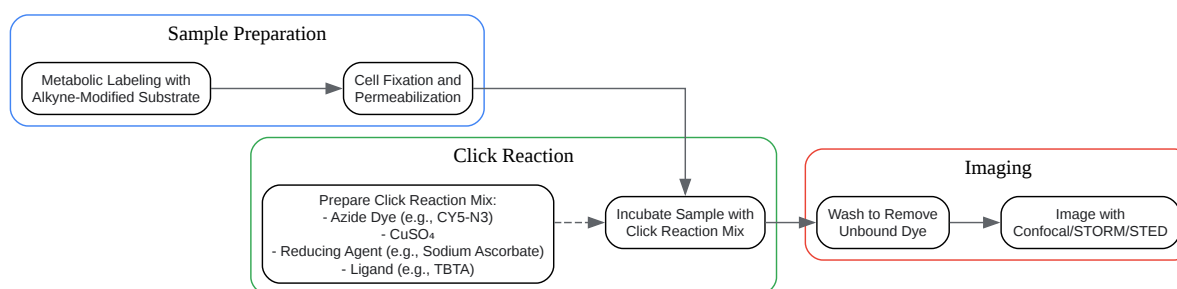 Sample Preparation
Metabolic Labeling with
Alkyne-Modified Substrate
Cell Fixation and
Permeabilization
Click Reaction
Prepare Click Reaction Mix:
- Azide Dye (e.g., CY5-N3)
- CuSO₄
- Reducing Agent (e.g., Sodium Ascorbate)
- Ligand (e.g., TBTA)
Incubate Sample with
Click Reaction Mix
Imaging
Wash to Remove
Unbound Dye
Image with
Confocal/STORM/STED